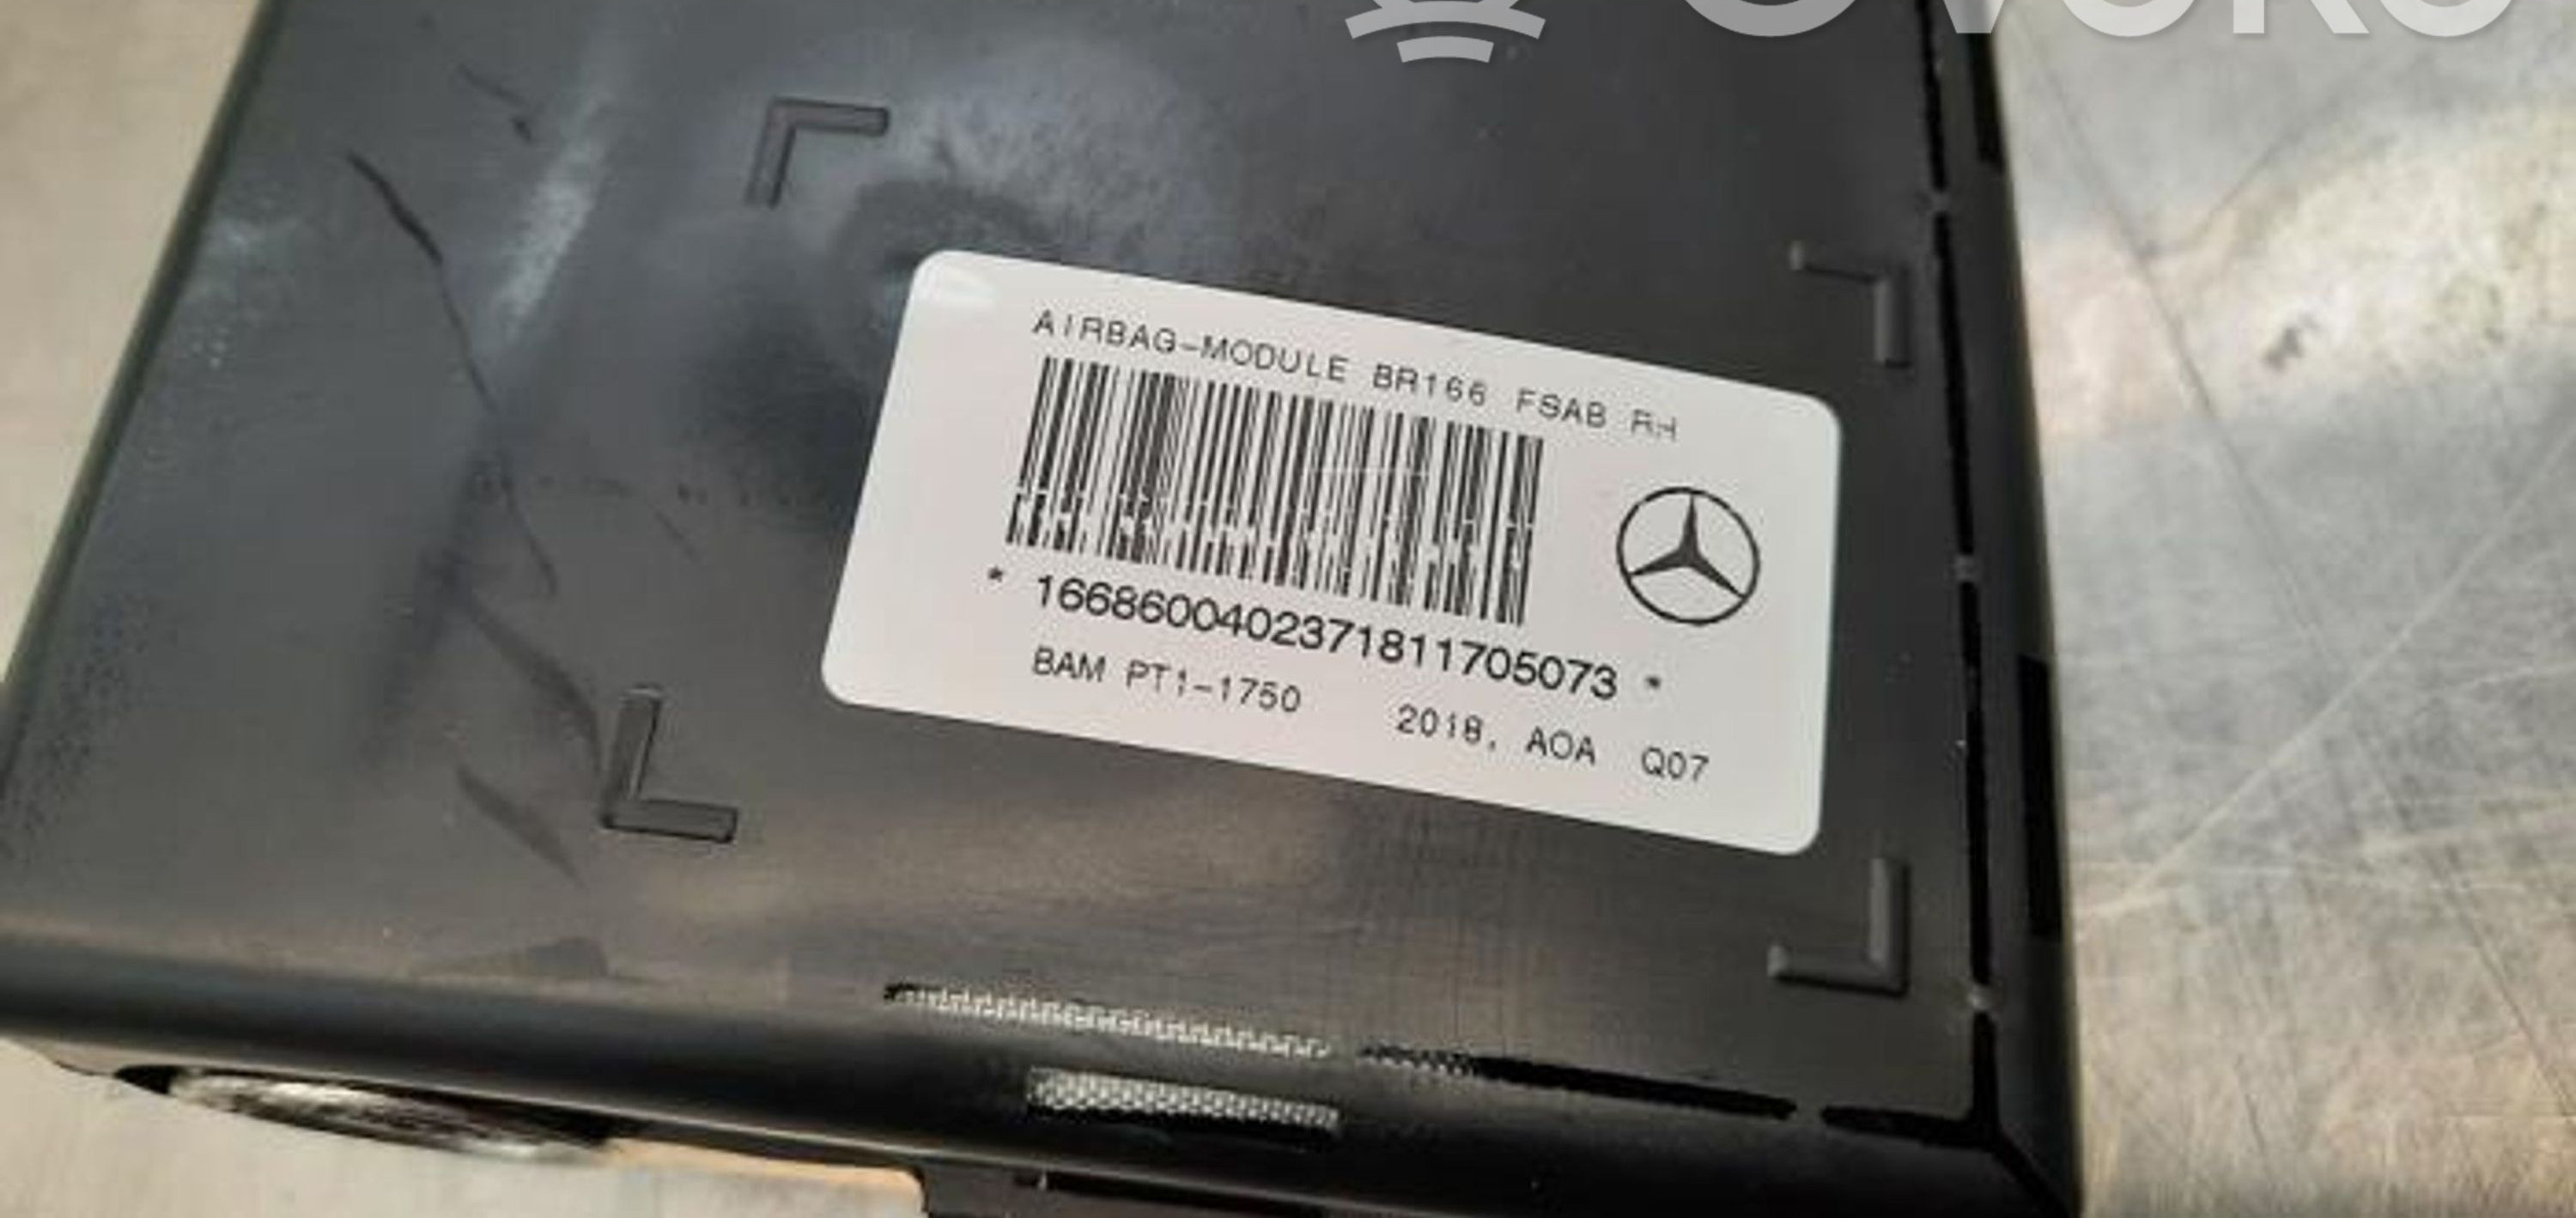 AIRBAG-MODULE BR166 FSAB RH
* 1668600402371811705073 *
BAM PT1-1750 2018, AOA Q07